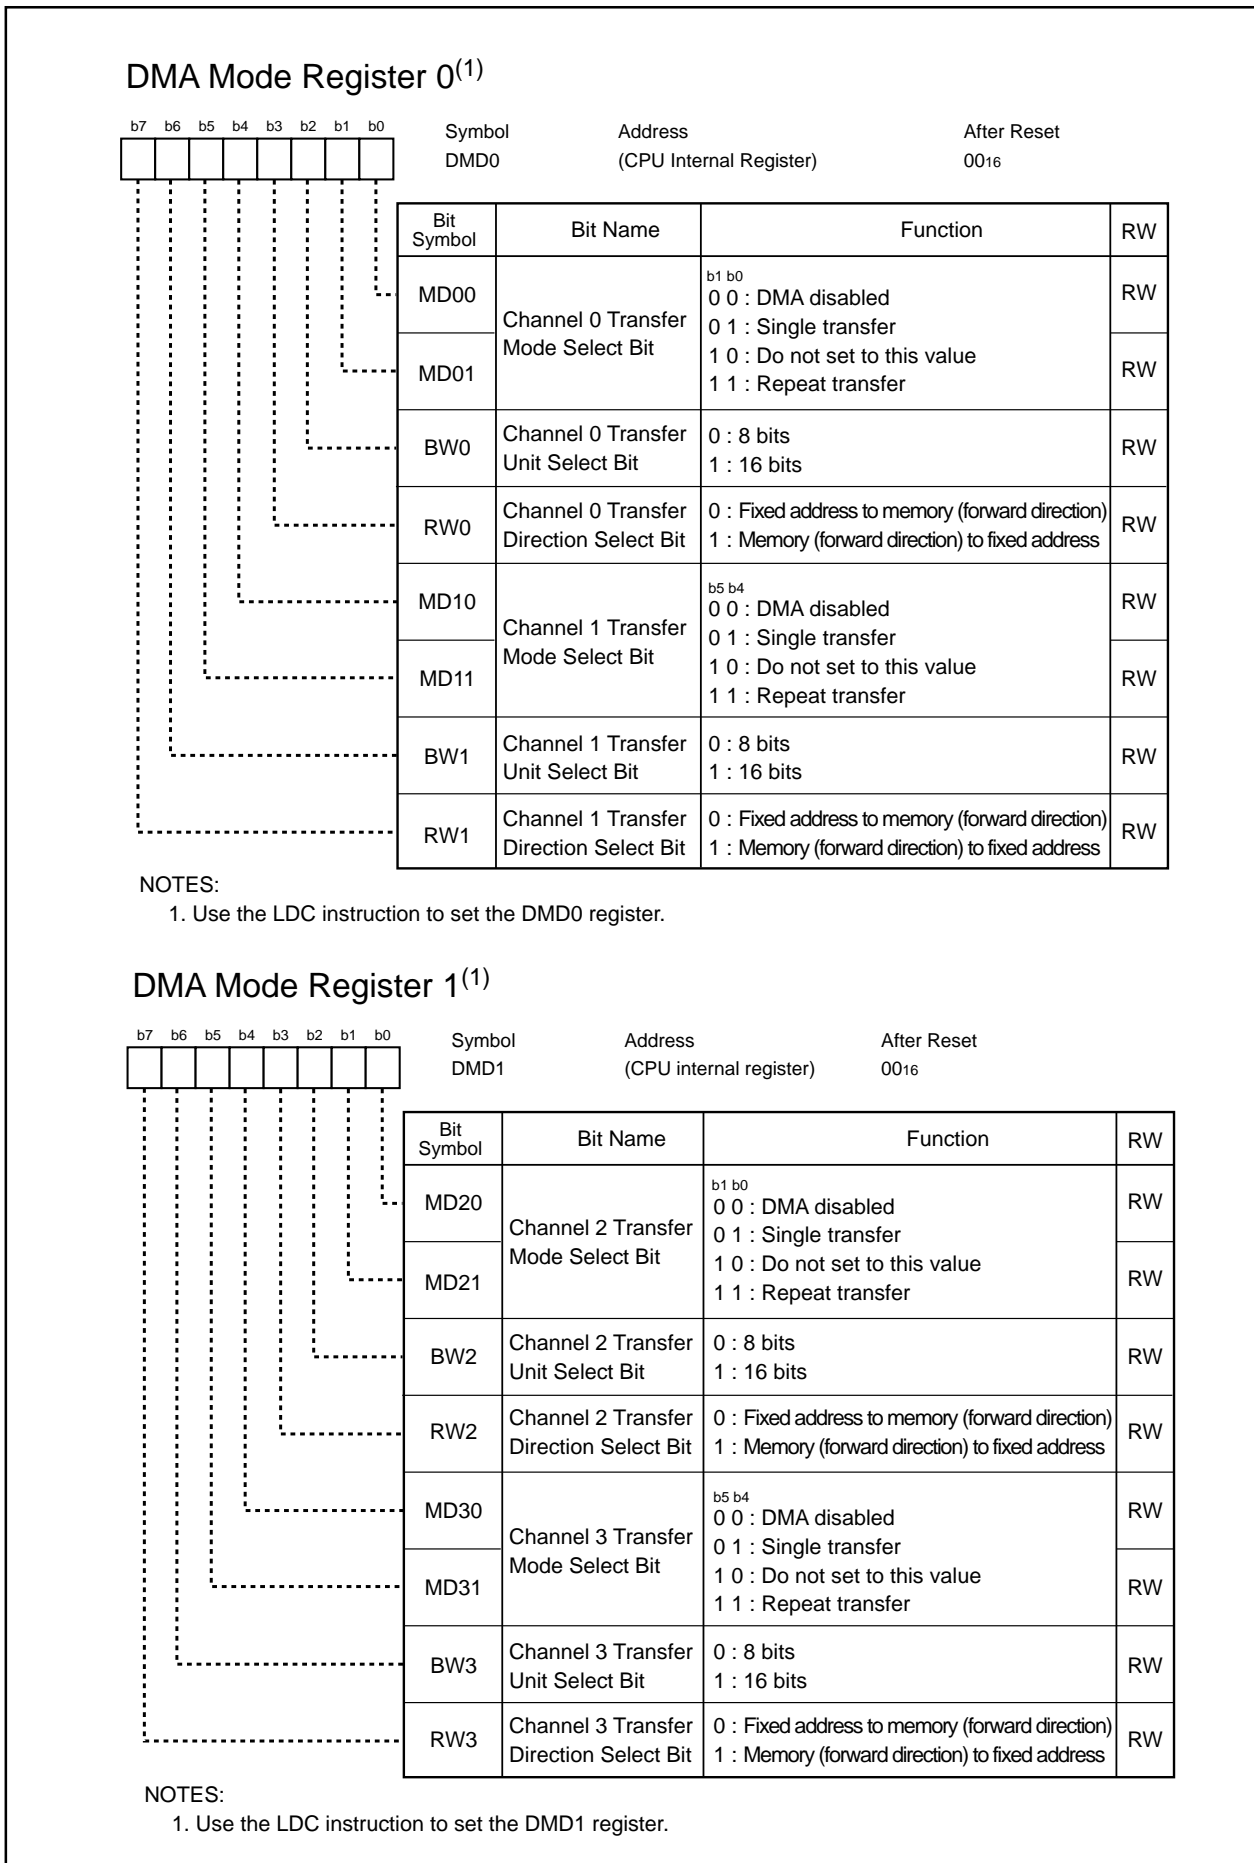 DMA Mode Register 0(1)
b7 b6 b5 b4 b3 b2 b1 b0
Symbol Address After Reset
DMD0 (CPU Internal Register) 0016
Bit Symbol Bit Name Function RW
MD00 Channel 0 Transfer Mode Select Bit b1 b0 RW
0 0 : DMA disabled
0 1 : Single transfer
MD01 1 0 : Do not set to this value RW
1 1 : Repeat transfer
BW0 Channel 0 Transfer Unit Select Bit 0 : 8 bits RW
1 : 16 bits
RW0 Channel 0 Transfer Direction Select Bit 0 : Fixed address to memory (forward direction) RW
1 : Memory (forward direction) to fixed address
MD10 Channel 1 Transfer Mode Select Bit b5 b4 RW
0 0 : DMA disabled
0 1 : Single transfer
MD11 1 0 : Do not set to this value RW
1 1 : Repeat transfer
BW1 Channel 1 Transfer Unit Select Bit 0 : 8 bits RW
1 : 16 bits
RW1 Channel 1 Transfer Direction Select Bit 0 : Fixed address to memory (forward direction) RW
1 : Memory (forward direction) to fixed address
NOTES:
1. Use the LDC instruction to set the DMD0 register.
DMA Mode Register 1(1)
b7 b6 b5 b4 b3 b2 b1 b0
Symbol Address After Reset
DMD1 (CPU internal register) 0016
Bit Symbol Bit Name Function RW
MD20 Channel 2 Transfer Mode Select Bit b1 b0 RW
0 0 : DMA disabled
0 1 : Single transfer
MD21 1 0 : Do not set to this value RW
1 1 : Repeat transfer
BW2 Channel 2 Transfer Unit Select Bit 0 : 8 bits RW
1 : 16 bits
RW2 Channel 2 Transfer Direction Select Bit 0 : Fixed address to memory (forward direction) RW
1 : Memory (forward direction) to fixed address
MD30 Channel 3 Transfer Mode Select Bit b5 b4 RW
0 0 : DMA disabled
0 1 : Single transfer
MD31 1 0 : Do not set to this value RW
1 1 : Repeat transfer
BW3 Channel 3 Transfer Unit Select Bit 0 : 8 bits RW
1 : 16 bits
RW3 Channel 3 Transfer Direction Select Bit 0 : Fixed address to memory (forward direction) RW
1 : Memory (forward direction) to fixed address
NOTES:
1. Use the LDC instruction to set the DMD1 register.